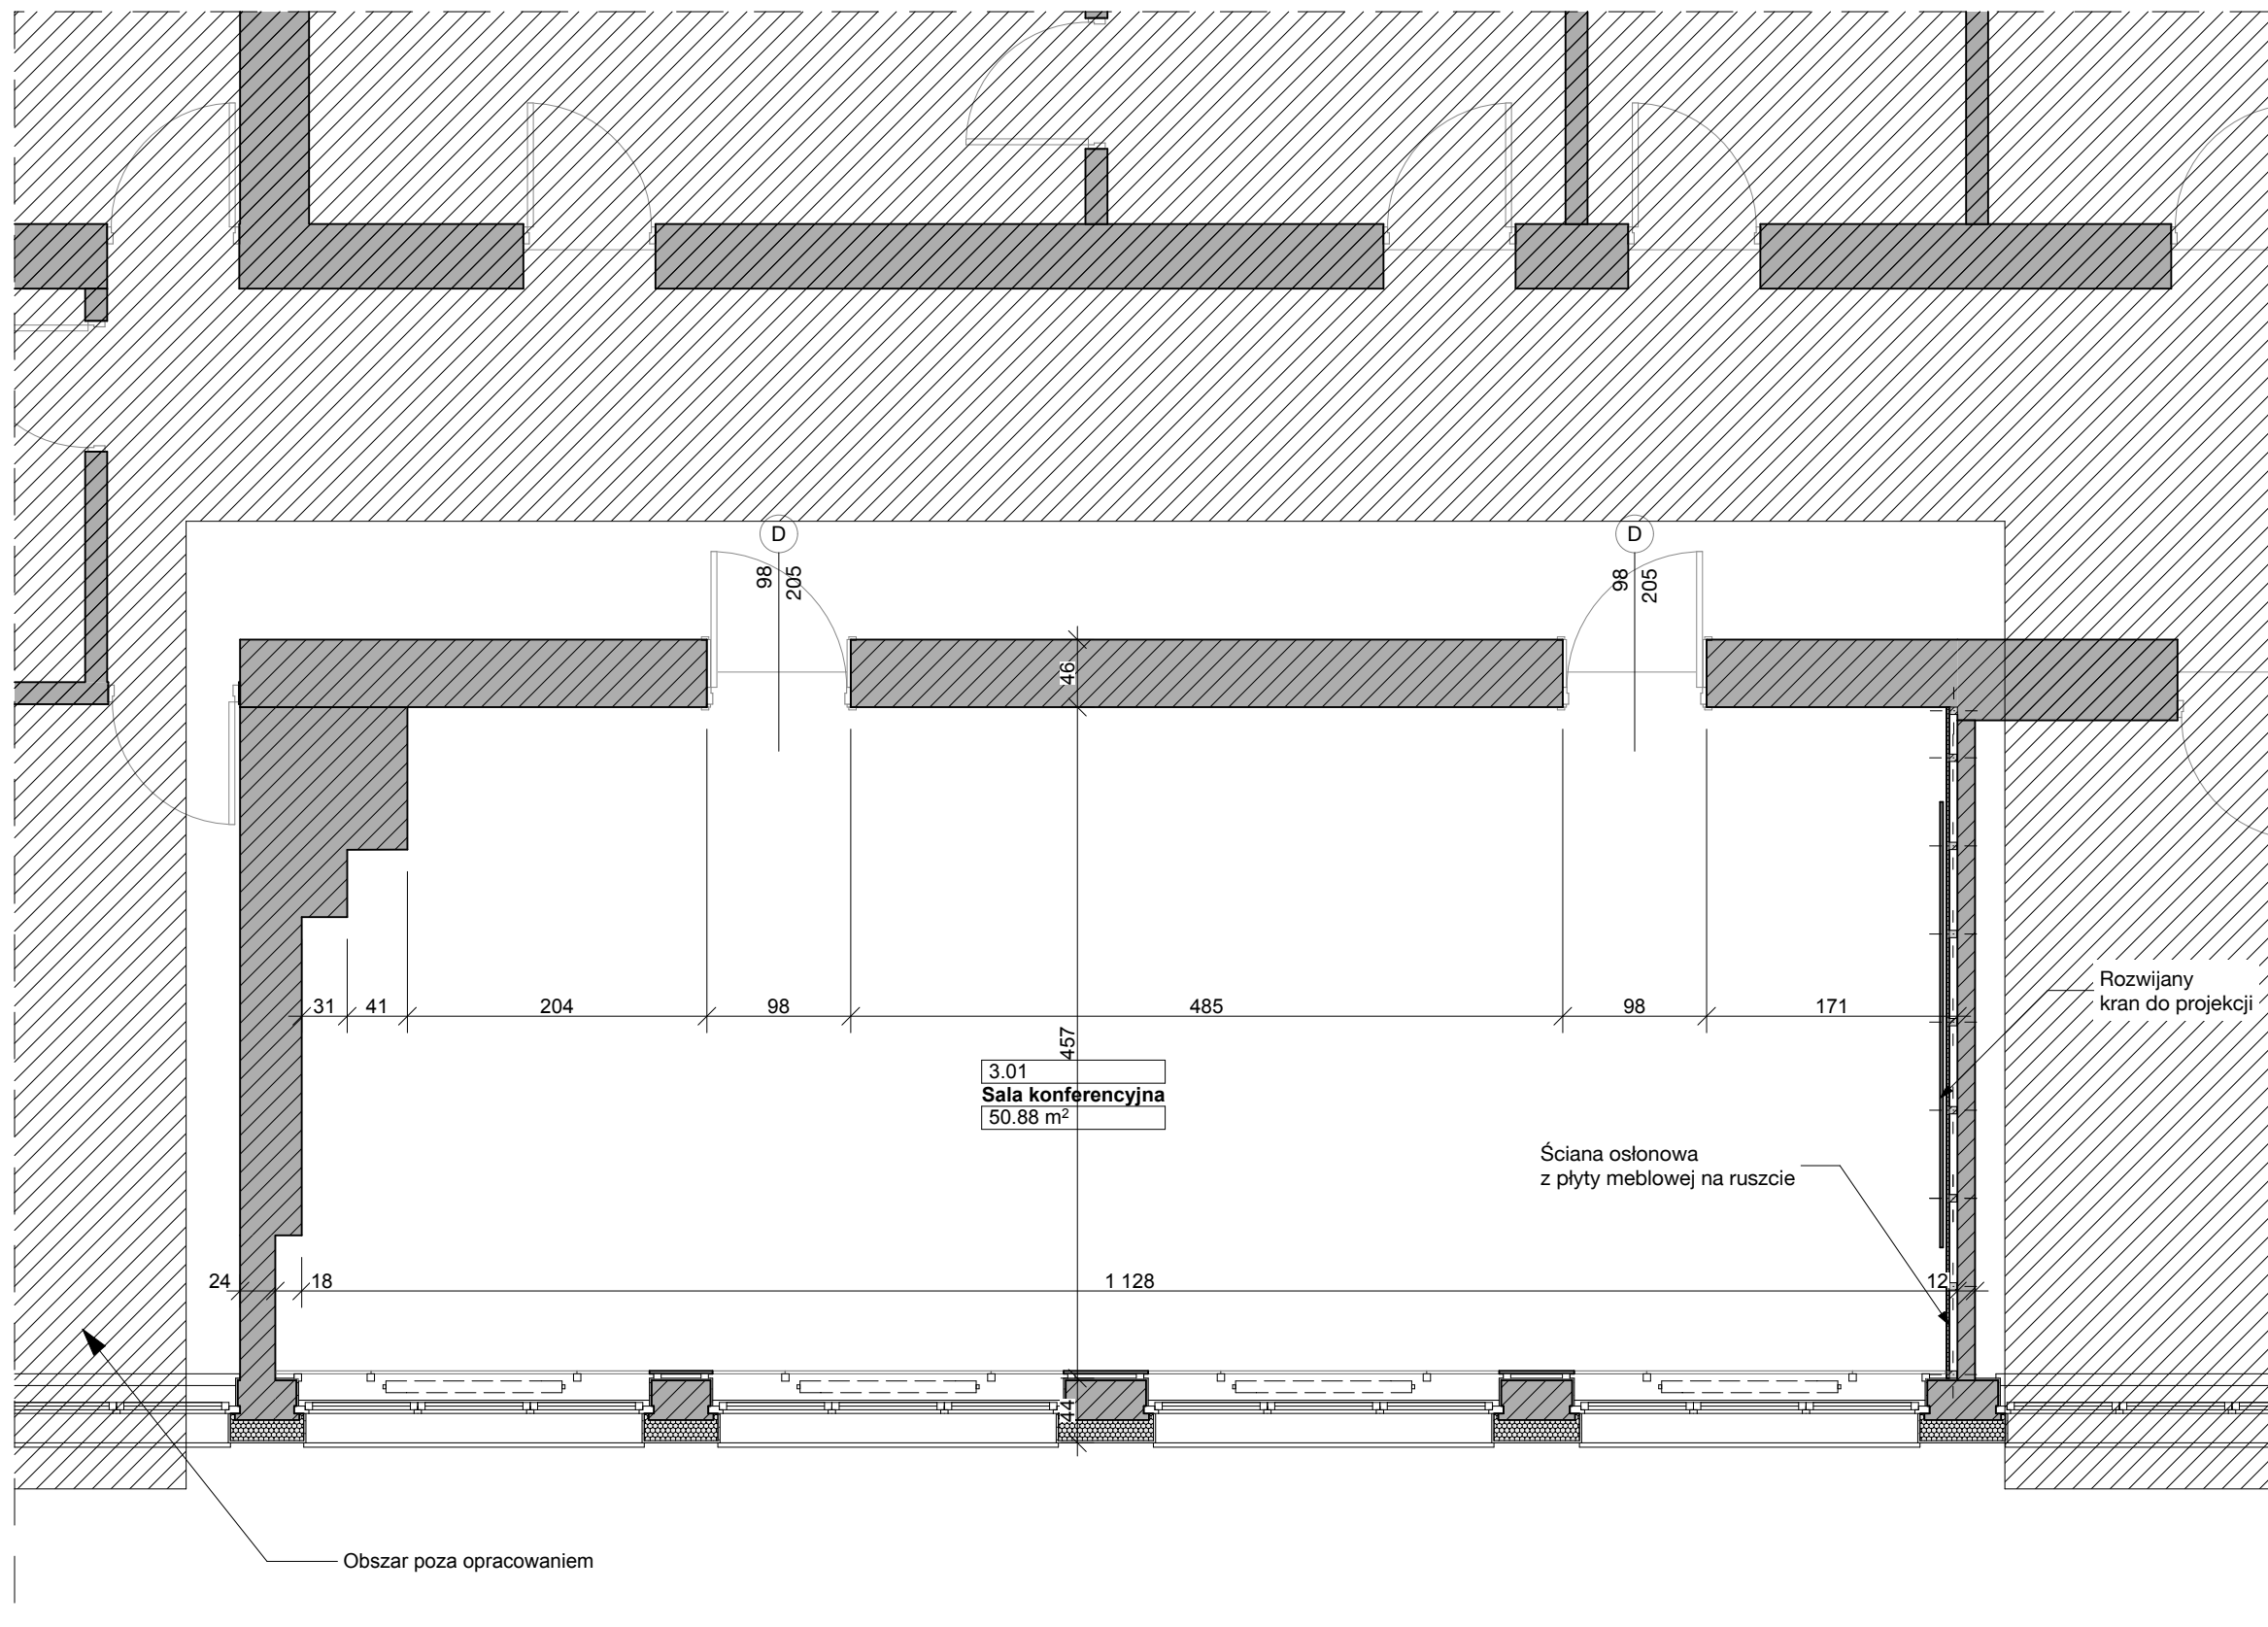 D
D
98
205
98
205
46
31
41
204
98
485
98
171
Rozwijany
kran do projekcji
457
3.01
Sala konferencyjna
50.88 m²
Ściana osłonowa
z płyty meblowej na ruszcie
24
18
1 128
12
44
Obszar poza opracowaniem